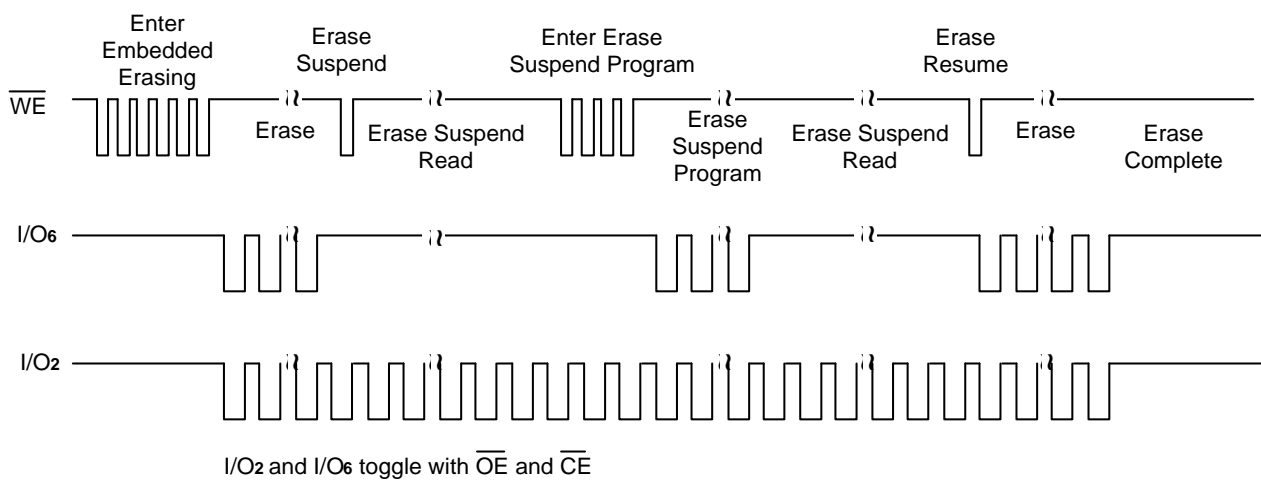 Enter
Embedded
Erasing
Erase
Suspend
Enter Erase
Suspend Program
Erase
Resume
WE
Erase
Erase Suspend
Read
Erase
Suspend
Program
Erase Suspend
Read
Erase
Erase
Complete
I/O6
I/O2
I/O2 and I/O6 toggle with OE and CE